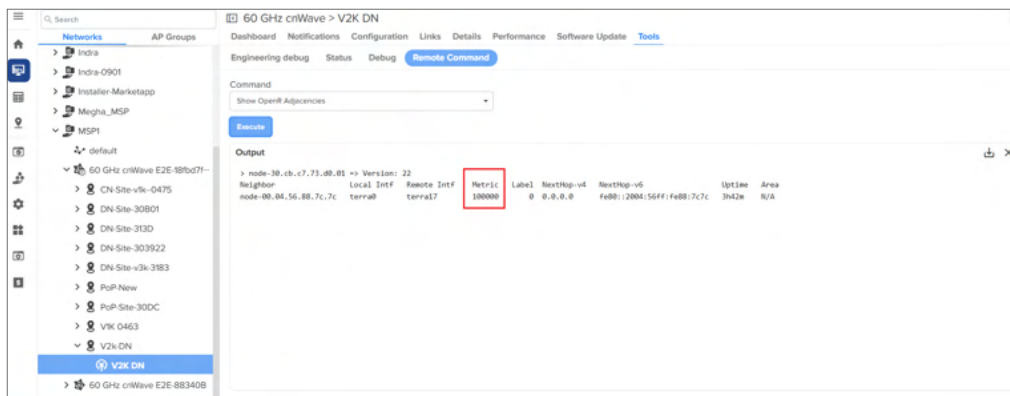 Search
Networks AP Groups
Indra
Indra-0901
Installer-Marketapp
Megha_MSP
MSP1
default
60 GHz cnWave E2E-18fbd7f--
CN-Site-v1k--0475
DN-Site-30B01
DN-Site-313D
DN-Site-303922
DN-Site-v3k-3183
PoP-New
PoP-Site-30DC
V1K 0463
V2k-DN
V2K DN
60 GHz cnWave E2E-88340B
60 GHz cnWave > V2K DN
Dashboard Notifications Configuration Links Details Performance Software Update Tools
Engineering debug Status Debug Remote Command
Command
Show OpenR Adjacencies
Execute
Output
> node-30.cb.c7.73.d0.01 => Version: 22
Neighbor Local Intf Remote Intf Metric Label NextHop-v4 NextHop-v6 Uptime Area
node-00.04.56.88.7c.7c terra0 terra17 100000 0 0.0.0.0 fe80::2004:56ff:fe88:7c7c 3h42m N/A